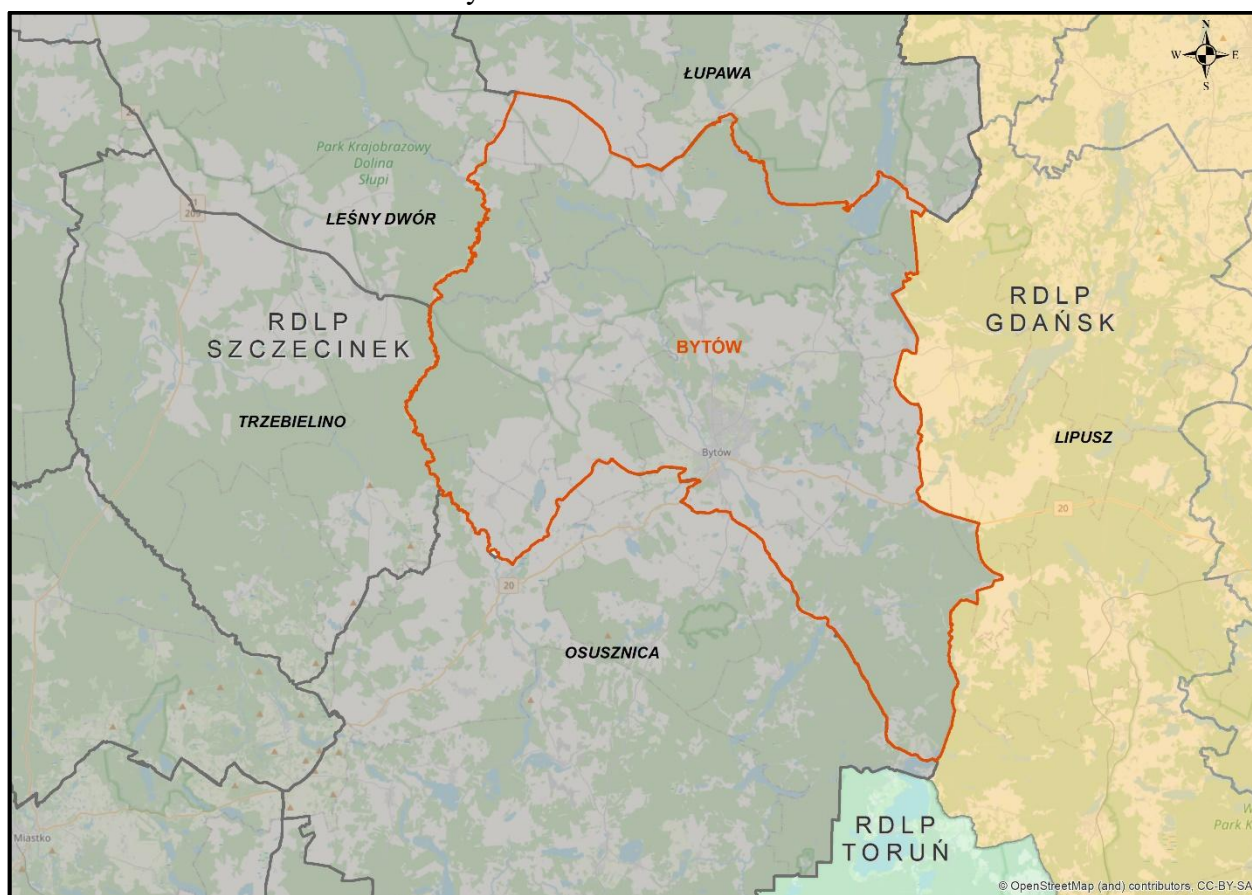 N
W E
S
ŁUPAWA
Park Krajobrazowy
Dolina
Słupi
LEŚNY DWÓR
RDLP
SZCZECINEK
RDLP
GDAŃSK
BYTÓW
TRZEBIELINO
LIPUSZ
Bytów
20
20
OSUSZNICA
RDLP
TORUŃ
Miastko
Park K
© OpenStreetMap (and) contributors, CC-BY-SA